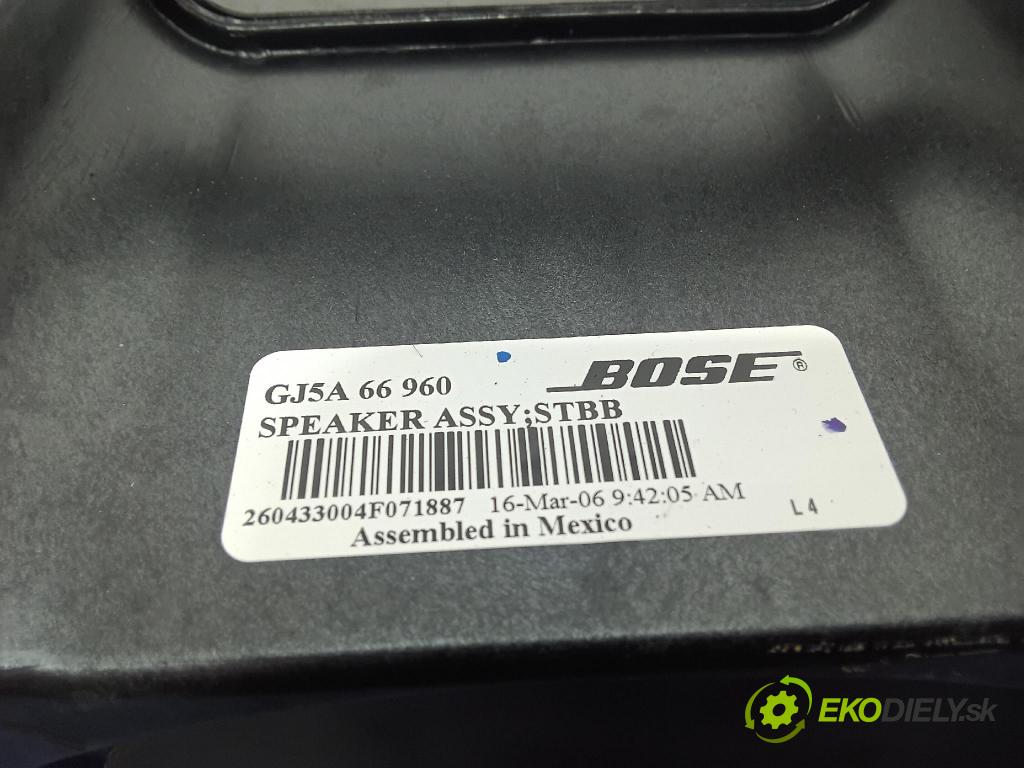 GJ5A 66 960 BOSE ®
SPEAKER ASSY;STBB
260433004F071887 16-Mar-06 9:42:05 AM
Assembled in Mexico L 4
EKODIELY.sk